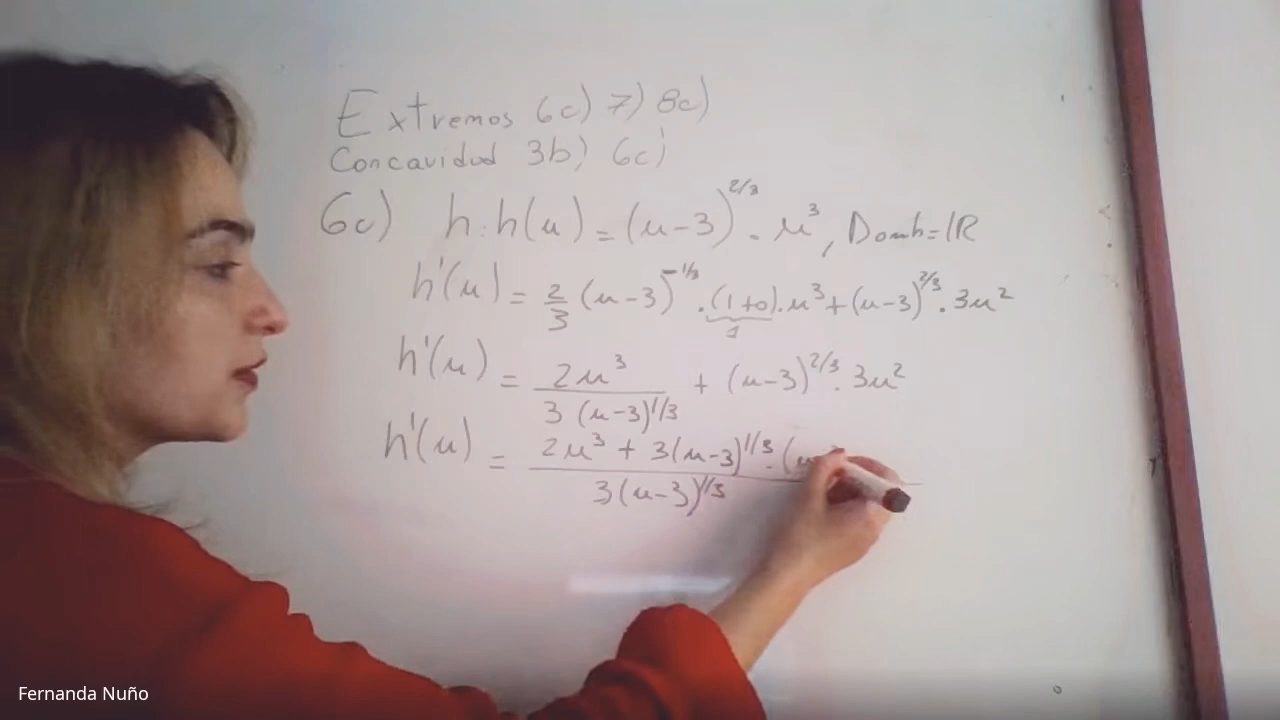 Extremos 6c) 7) 8c)
Concavidad 3b) 6c)
6c) h: h(u) = (u-3)^{2/3} · u^3, Dom h = ℝ
h'(u) = 2/3 (u-3)^{-1/3} · (1+0) · u^3 + (u-3)^{2/3} · 3u^2
1
h'(u) = 2u^3 / 3(u-3)^{1/3} + (u-3)^{2/3} · 3u^2
h'(u) = 2u^3 + 3(u-3)^{1/3} · (u / 3(u-3)^{1/3}
Fernanda Nuño